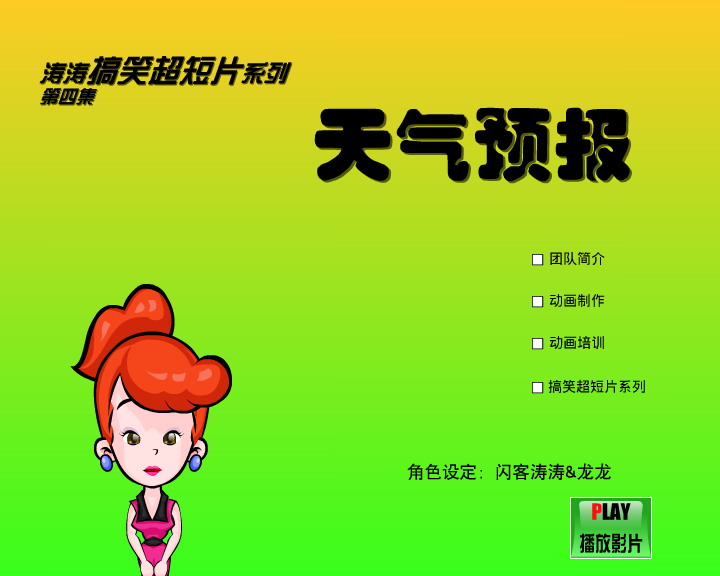 涛涛搞笑超短片系列
第四集
天气预报
团队简介
动画制作
动画培训
搞笑超短片系列
角色设定：闪客涛涛&龙龙
PLAY
播放影片